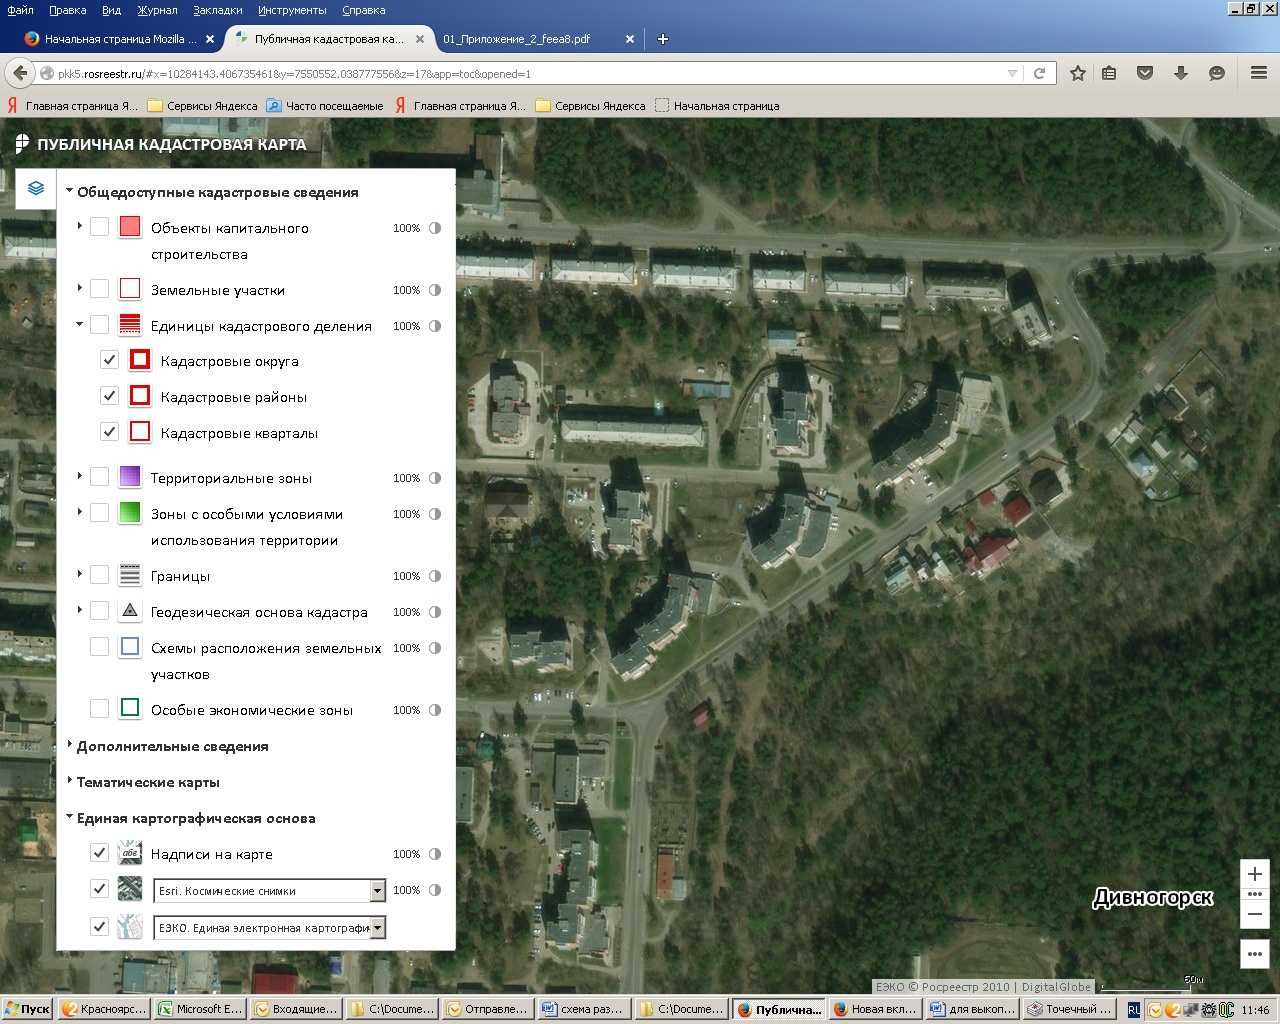 Файл Правка Вид Журнал Закладки Инструменты Справка
Начальная страница Mozilla ... Публичная кадастровая ка... 01_Приложение_2_feea8.pdf
pkk5.rosreestr.ru/#x=10284143.406735461&y=7550552.038777556&z=17&app=toc&opened=1
Главная страница Я... Сервисы Яндекса Часто посещаемые Главная страница Я... Сервисы Яндекса Начальная страница
ПУБЛИЧНАЯ КАДАСТРОВАЯ КАРТА
Общедоступные кадастровые сведения
Объекты капитального 100%
строительства
Земельные участки 100%
Единицы кадастрового деления 100%
Кадастровые округа
Кадастровые районы
Кадастровые кварталы
Территориальные зоны 100%
Зоны с особыми условиями 100%
использования территории
Границы 100%
Геодезическая основа кадастра 100%
Схемы расположения земельных 100%
участков
Особые экономические зоны 100%
Дополнительные сведения
Тематические карты
Единая картографическая основа
абв Надписи на карте 100%
Esri. Космические снимки 100%
ЕЭКО. Единая электронная картографи
Дивногорск
60м
ЕЭКО © Росреестр 2010 | DigitalGlobe
Пуск Красноярс... Microsoft E... Входящие... C:\Docume... Отправле... схема раз... C:\Docume... Публична... Новая вкл... для выкоп... Точечный ... RU 11:46